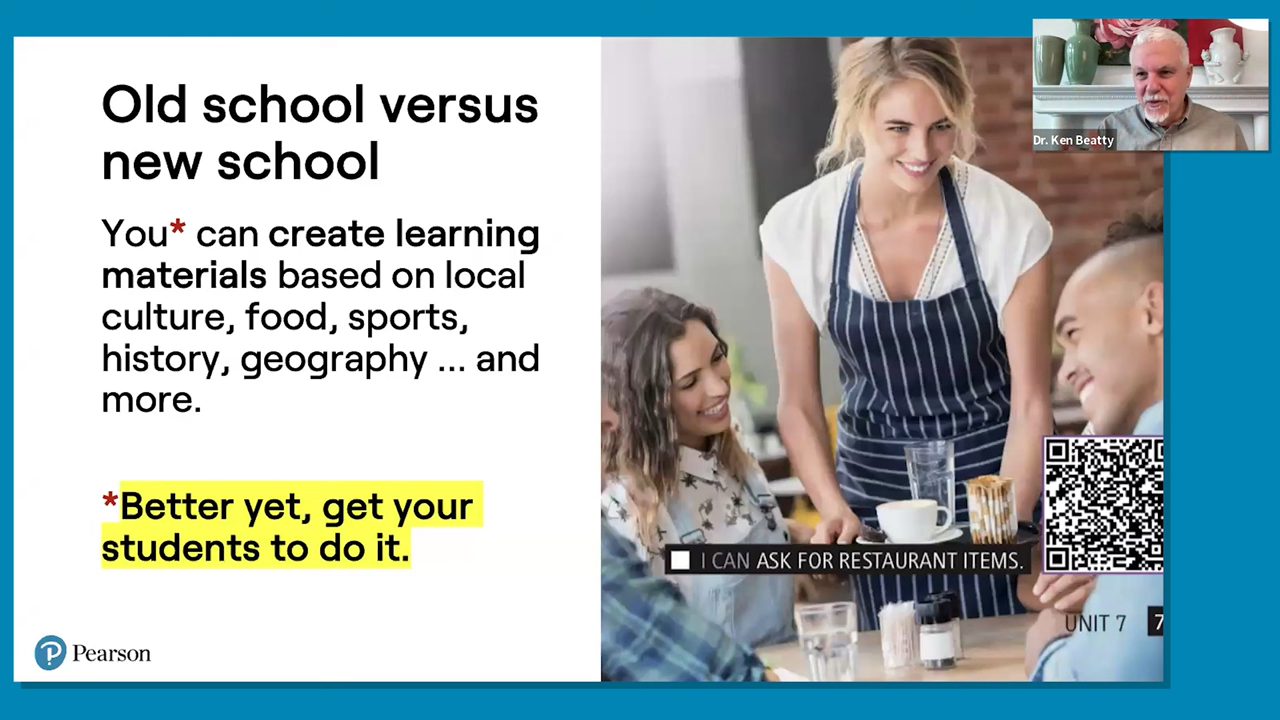 Old school versus
new school
You* can create learning
materials based on local
culture, food, sports,
history, geography ... and
more.
*Better yet, get your
students to do it.
Pearson
Dr. Ken Beatty
I CAN ASK FOR RESTAURANT ITEMS.
UNIT 7 7